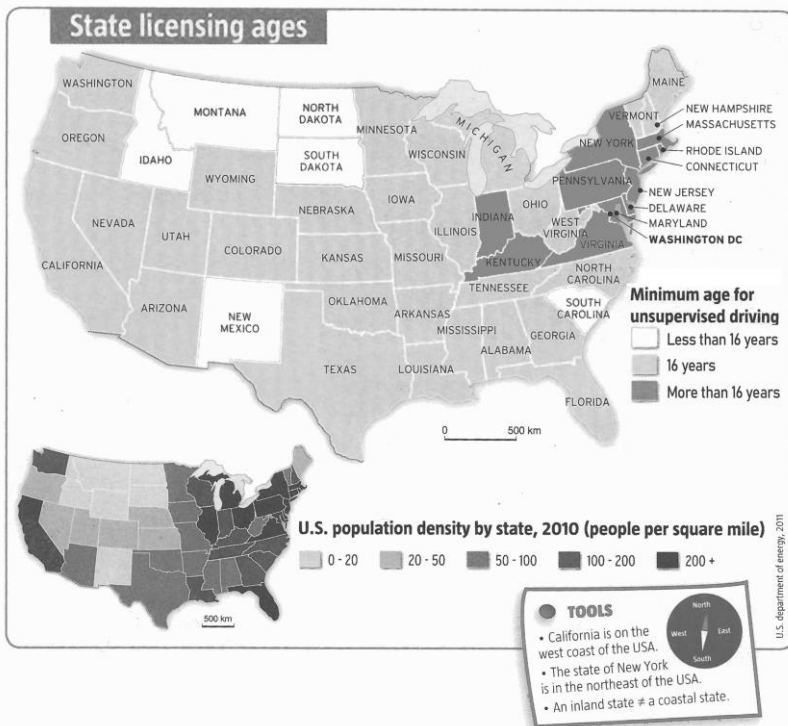 State licensing ages
WASHINGTON
OREGON
CALIFORNIA
NEVADA
IDAHO
MONTANA
WYOMING
UTAH
COLORADO
ARIZONA
NEW
MEXICO
NORTH
DAKOTA
SOUTH
DAKOTA
NEBRASKA
KANSAS
OKLAHOMA
TEXAS
MINNESOTA
IOWA
MISSOURI
ARKANSAS
LOUISIANA
WISCONSIN
ILLINOIS
MICHIGAN
INDIANA
OHIO
KENTUCKY
TENNESSEE
MISSISSIPPI
ALABAMA
GEORGIA
FLORIDA
SOUTH
CAROLINA
NORTH
CAROLINA
WEST
VIRGINIA
VIRGINIA
PENNSYLVANIA
NEW YORK
VERMONT
MAINE
NEW HAMPSHIRE
MASSACHUSETTS
RHODE ISLAND
CONNECTICUT
NEW JERSEY
DELAWARE
MARYLAND
WASHINGTON DC
Minimum age for
unsupervised driving
Less than 16 years
16 years
More than 16 years
0 500 km
U.S. population density by state, 2010 (people per square mile)
0 - 20 20 - 50 50 - 100 100 - 200 200 +
500 km
U.S. department of energy, 2011
TOOLS
• California is on the
west coast of the USA.
• The state of New York
is in the northeast of the USA.
• An inland state ≠ a coastal state.
North
West East
South